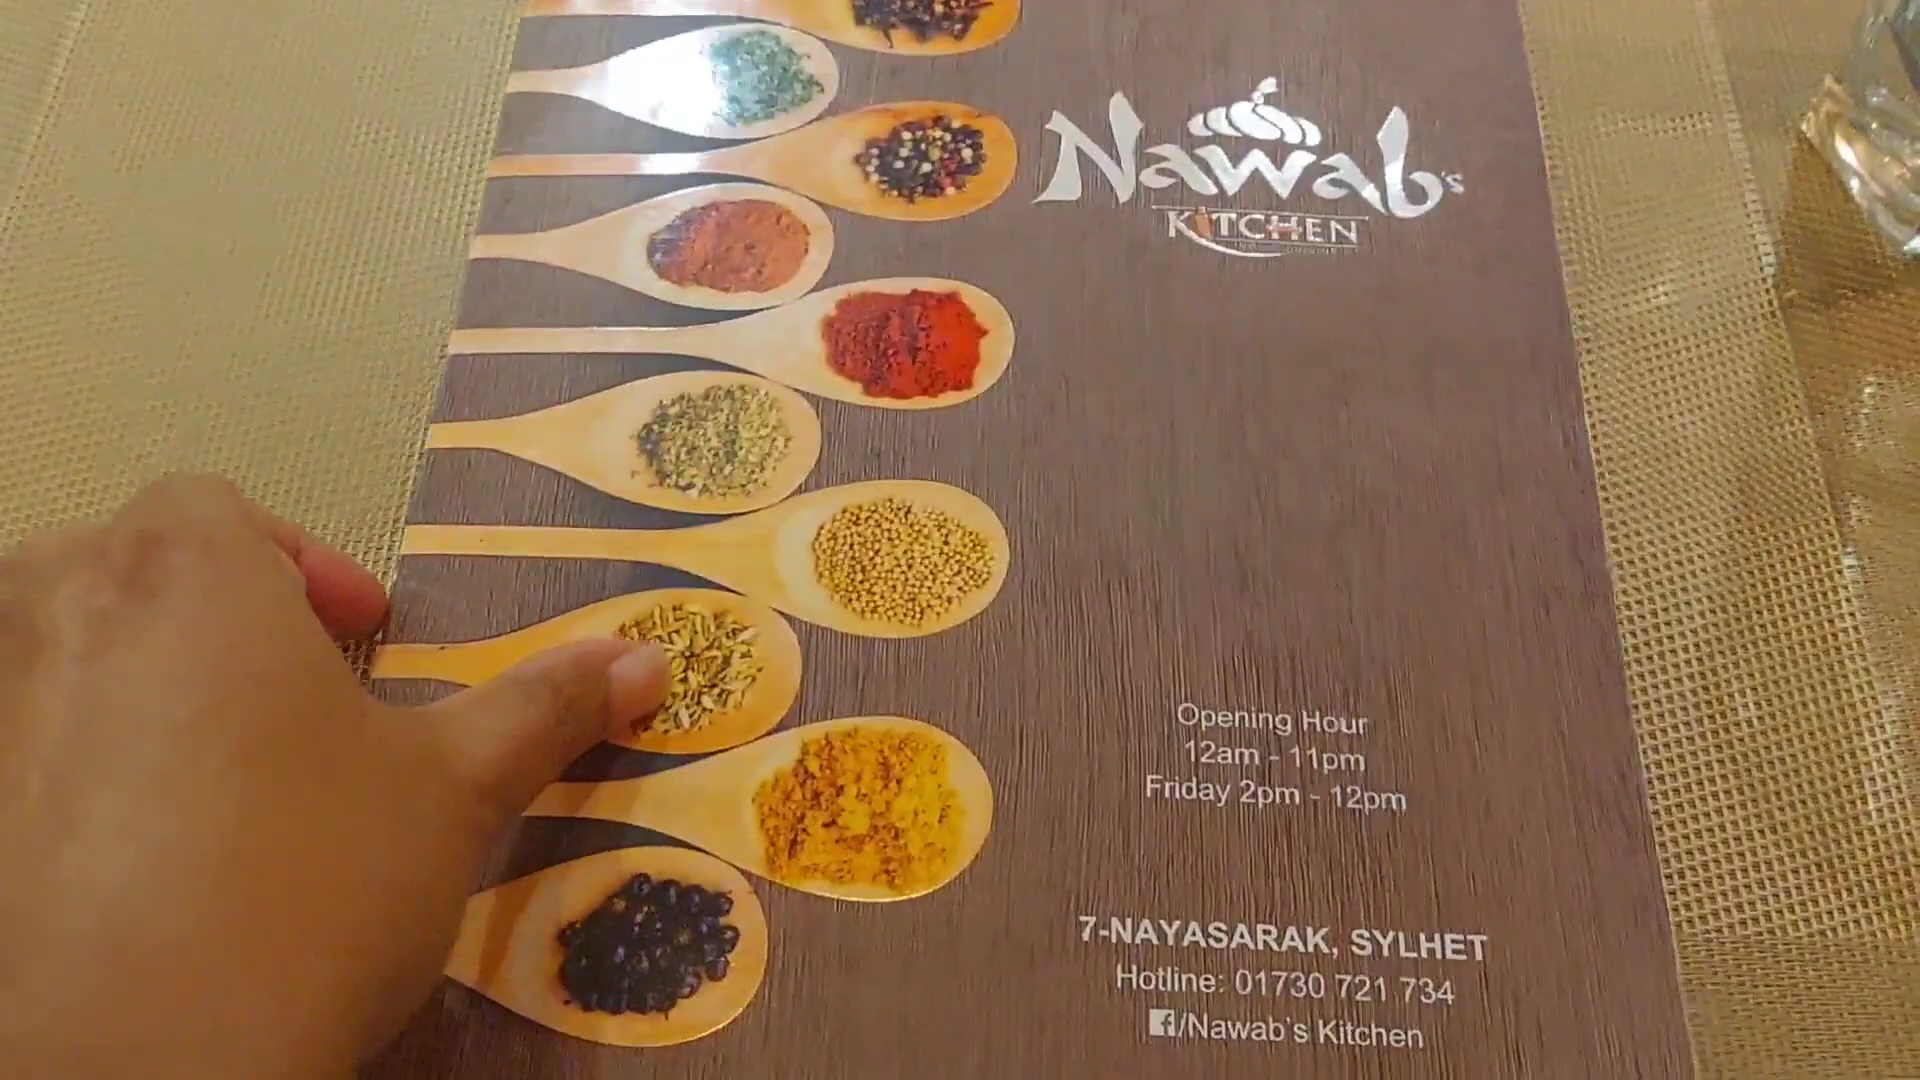 Nawab's
KITCHEN
Opening Hour
12am - 11pm
Friday 2pm - 12pm
7-NAYASARAK, SYLHET
Hotline: 01730 721 734
f/Nawab's Kitchen